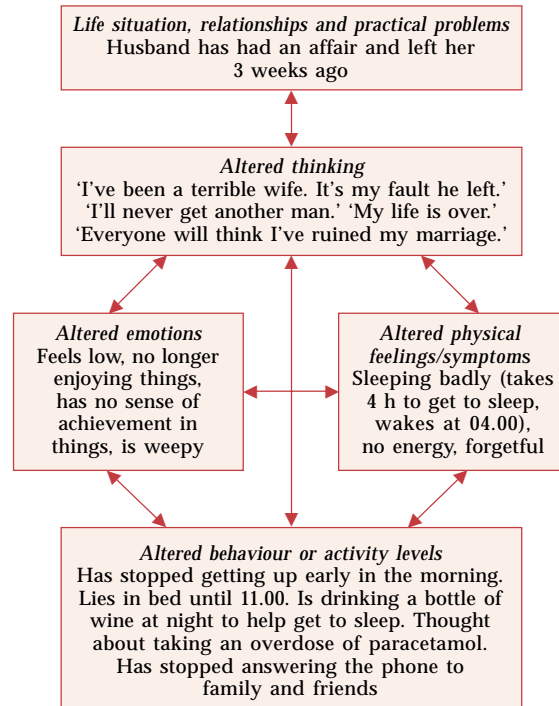 Life situation, relationships and practical problems
Husband has had an affair and left her
3 weeks ago
Altered thinking
‘I’ve been a terrible wife. It’s my fault he left.’
‘I’ll never get another man.’ ‘My life is over.’
‘Everyone will think I’ve ruined my marriage.’
Altered emotions
Feels low, no longer
enjoying things,
has no sense of
achievement in
things, is weepy
Altered physical
feelings/symptoms
Sleeping badly (takes
4 h to get to sleep,
wakes at 04.00),
no energy, forgetful
Altered behaviour or activity levels
Has stopped getting up early in the morning.
Lies in bed until 11.00. Is drinking a bottle of
wine at night to help get to sleep. Thought
about taking an overdose of paracetamol.
Has stopped answering the phone to
family and friends